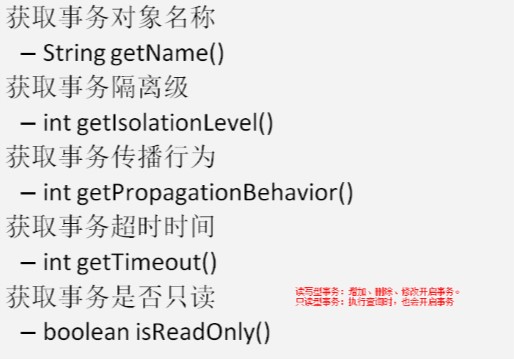 获取事务对象名称
– String getName()
获取事务隔离级
– int getIsolationLevel()
获取事务传播行为
– int getPropagationBehavior()
获取事务超时时间
– int getTimeout()
获取事务是否只读
读写型事务：增加、删除、修改开启事务。
只读型事务：执行查询时，也会开启事务
– boolean isReadOnly()